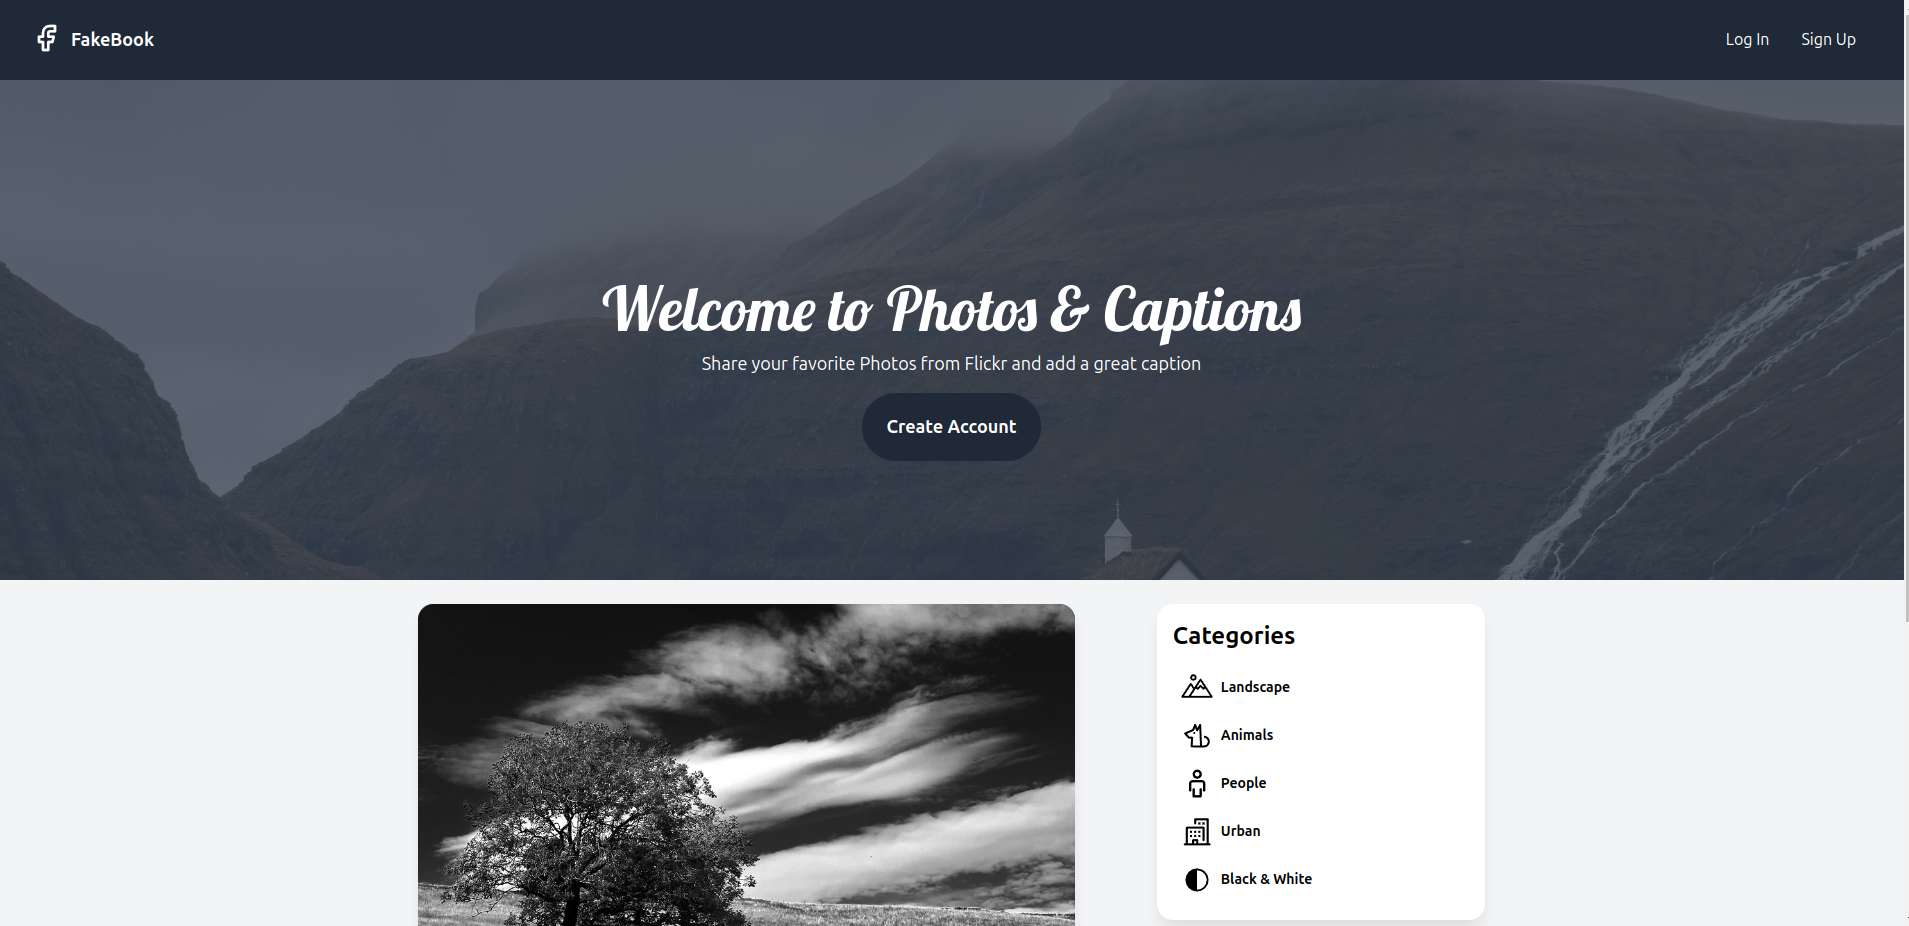 FakeBook
Log In
Sign Up
Welcome to Photos & Captions
Share your favorite Photos from Flickr and add a great caption
Create Account
Categories
Landscape
Animals
People
Urban
Black & White